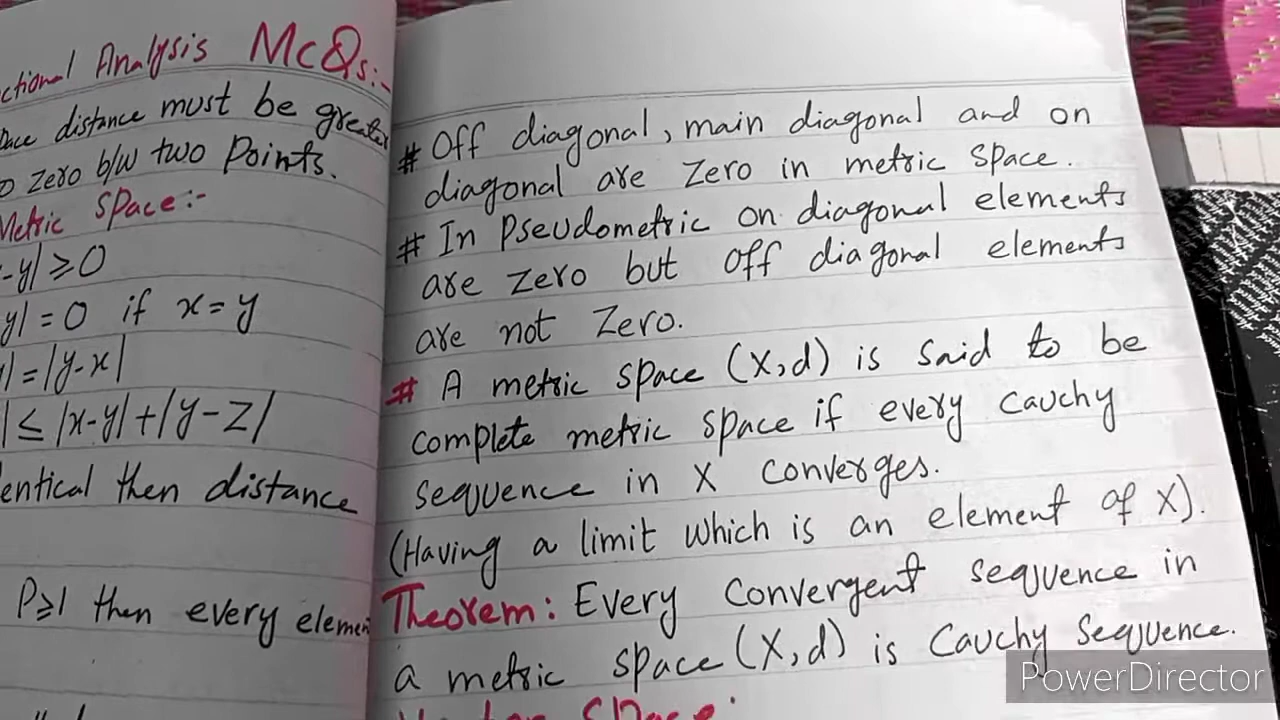 Analysis McQs:-
distance must be greater
zero b/w two Points.
Metric Space:-
-y| ≥ 0
y| = 0 if x = y
| = |y-x|
| ≤ |x-y| + |y-z|
then distance
P≥1 then every
# Off diagonal, main diagonal and on
diagonal are Zero in metric space.
# In Pseudometric on diagonal elements
are zero but off diagonal elements
are not Zero.
# A metric space (X,d) is said to be
complete metric space if every cauchy
sequence in X converges.
(Having a limit which is an element of X).
Theorem: Every Convergent sequence in
a metric space (X,d) is Cauchy Sequence.
Space:
PowerDirector